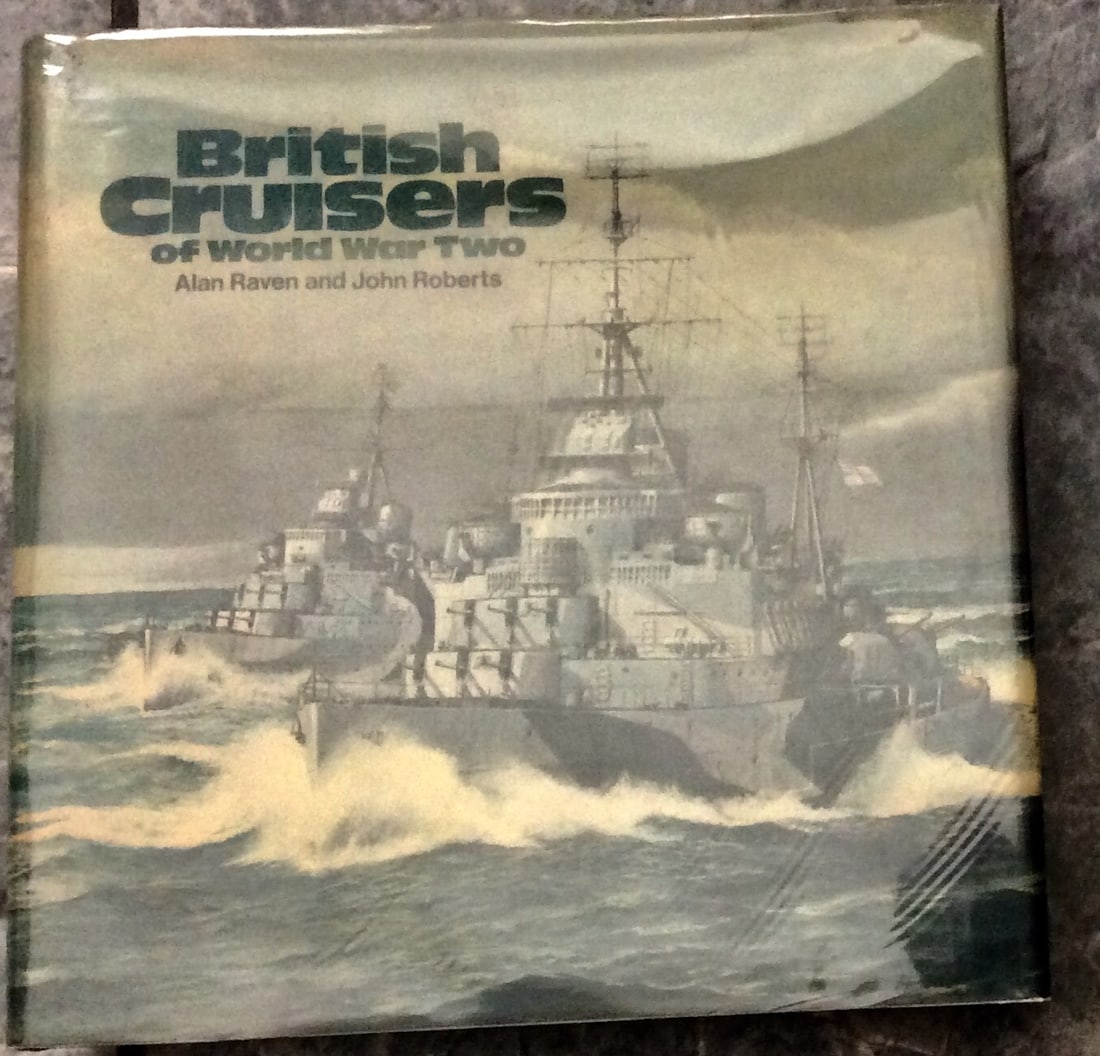 British
Cruisers
of World War Two
Alan Raven and John Roberts